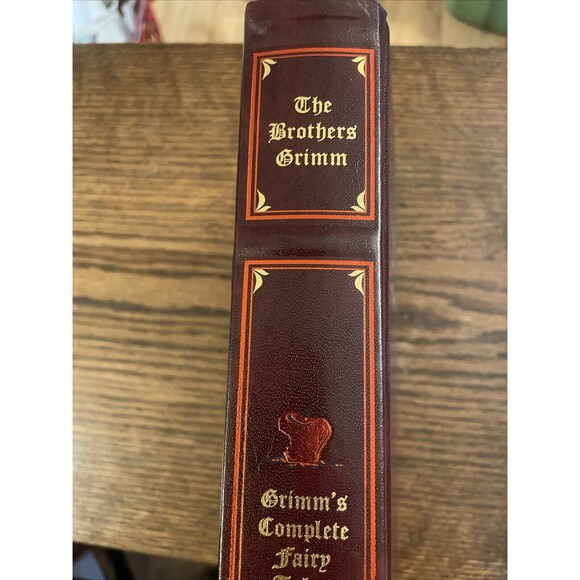 The
Brothers
Grimm
Grimm's
Complete
Fairy